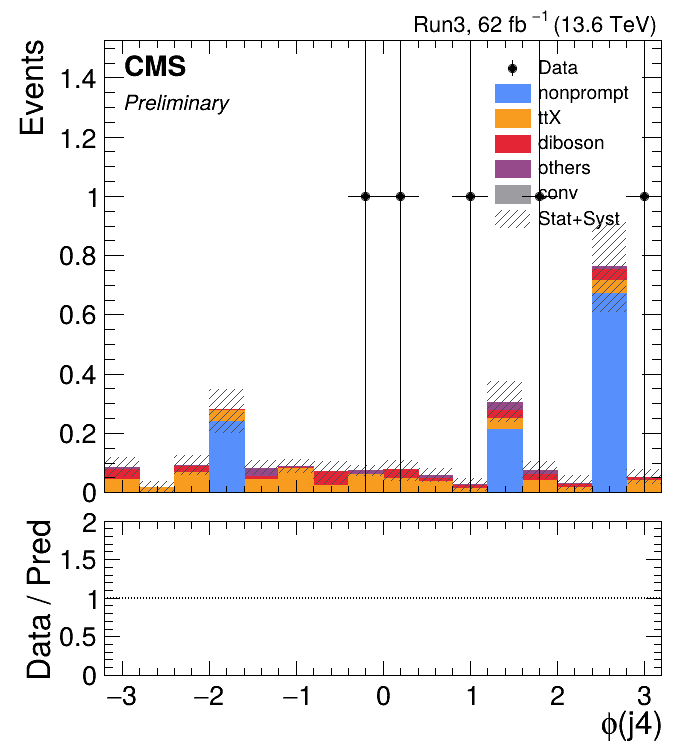 Run3, 62 fb⁻¹ (13.6 TeV)
CMS
Preliminary
Data
nonprompt
ttX
diboson
others
conv
Stat+Syst
Events
1.4
1.2
1
0.8
0.6
0.4
0.2
0
Data / Pred
2
1.5
1
0.5
0
−3 −2 −1 0 1 2 3
ϕ(j4)